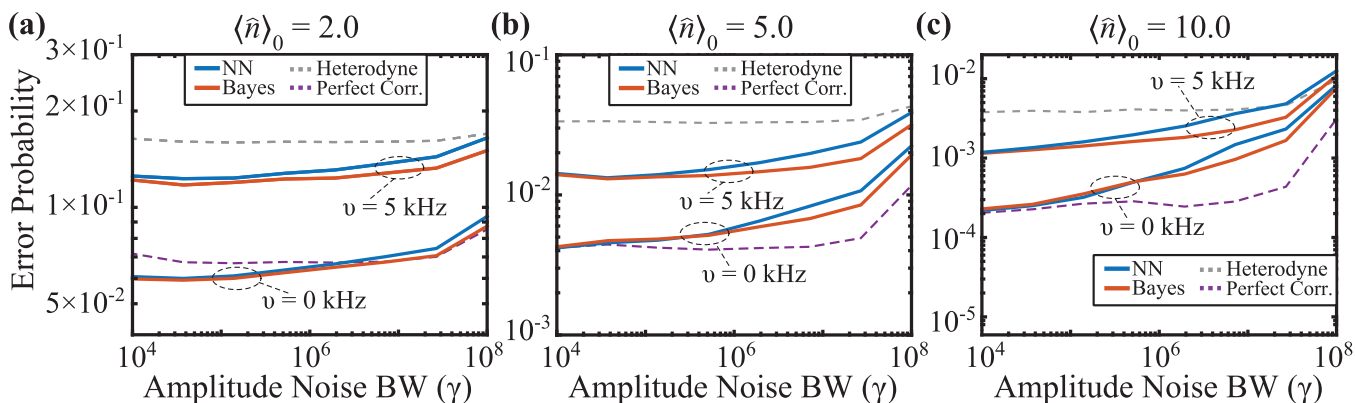 (a) ⟨n̂⟩₀ = 2.0
Error Probability
3×10⁻¹
2×10⁻¹
1×10⁻¹
5×10⁻²
NN
Bayes
Heterodyne
Perfect Corr.
υ = 5 kHz
υ = 0 kHz
10⁴ 10⁶ 10⁸
Amplitude Noise BW (γ)
(b) ⟨n̂⟩₀ = 5.0
10⁻¹
10⁻²
10⁻³
NN
Bayes
Heterodyne
Perfect Corr.
υ = 5 kHz
υ = 0 kHz
10⁴ 10⁶ 10⁸
Amplitude Noise BW (γ)
(c) ⟨n̂⟩₀ = 10.0
10⁻²
10⁻³
10⁻⁴
10⁻⁵
υ = 5 kHz
υ = 0 kHz
NN
Bayes
Heterodyne
Perfect Corr.
10⁴ 10⁶ 10⁸
Amplitude Noise BW (γ)